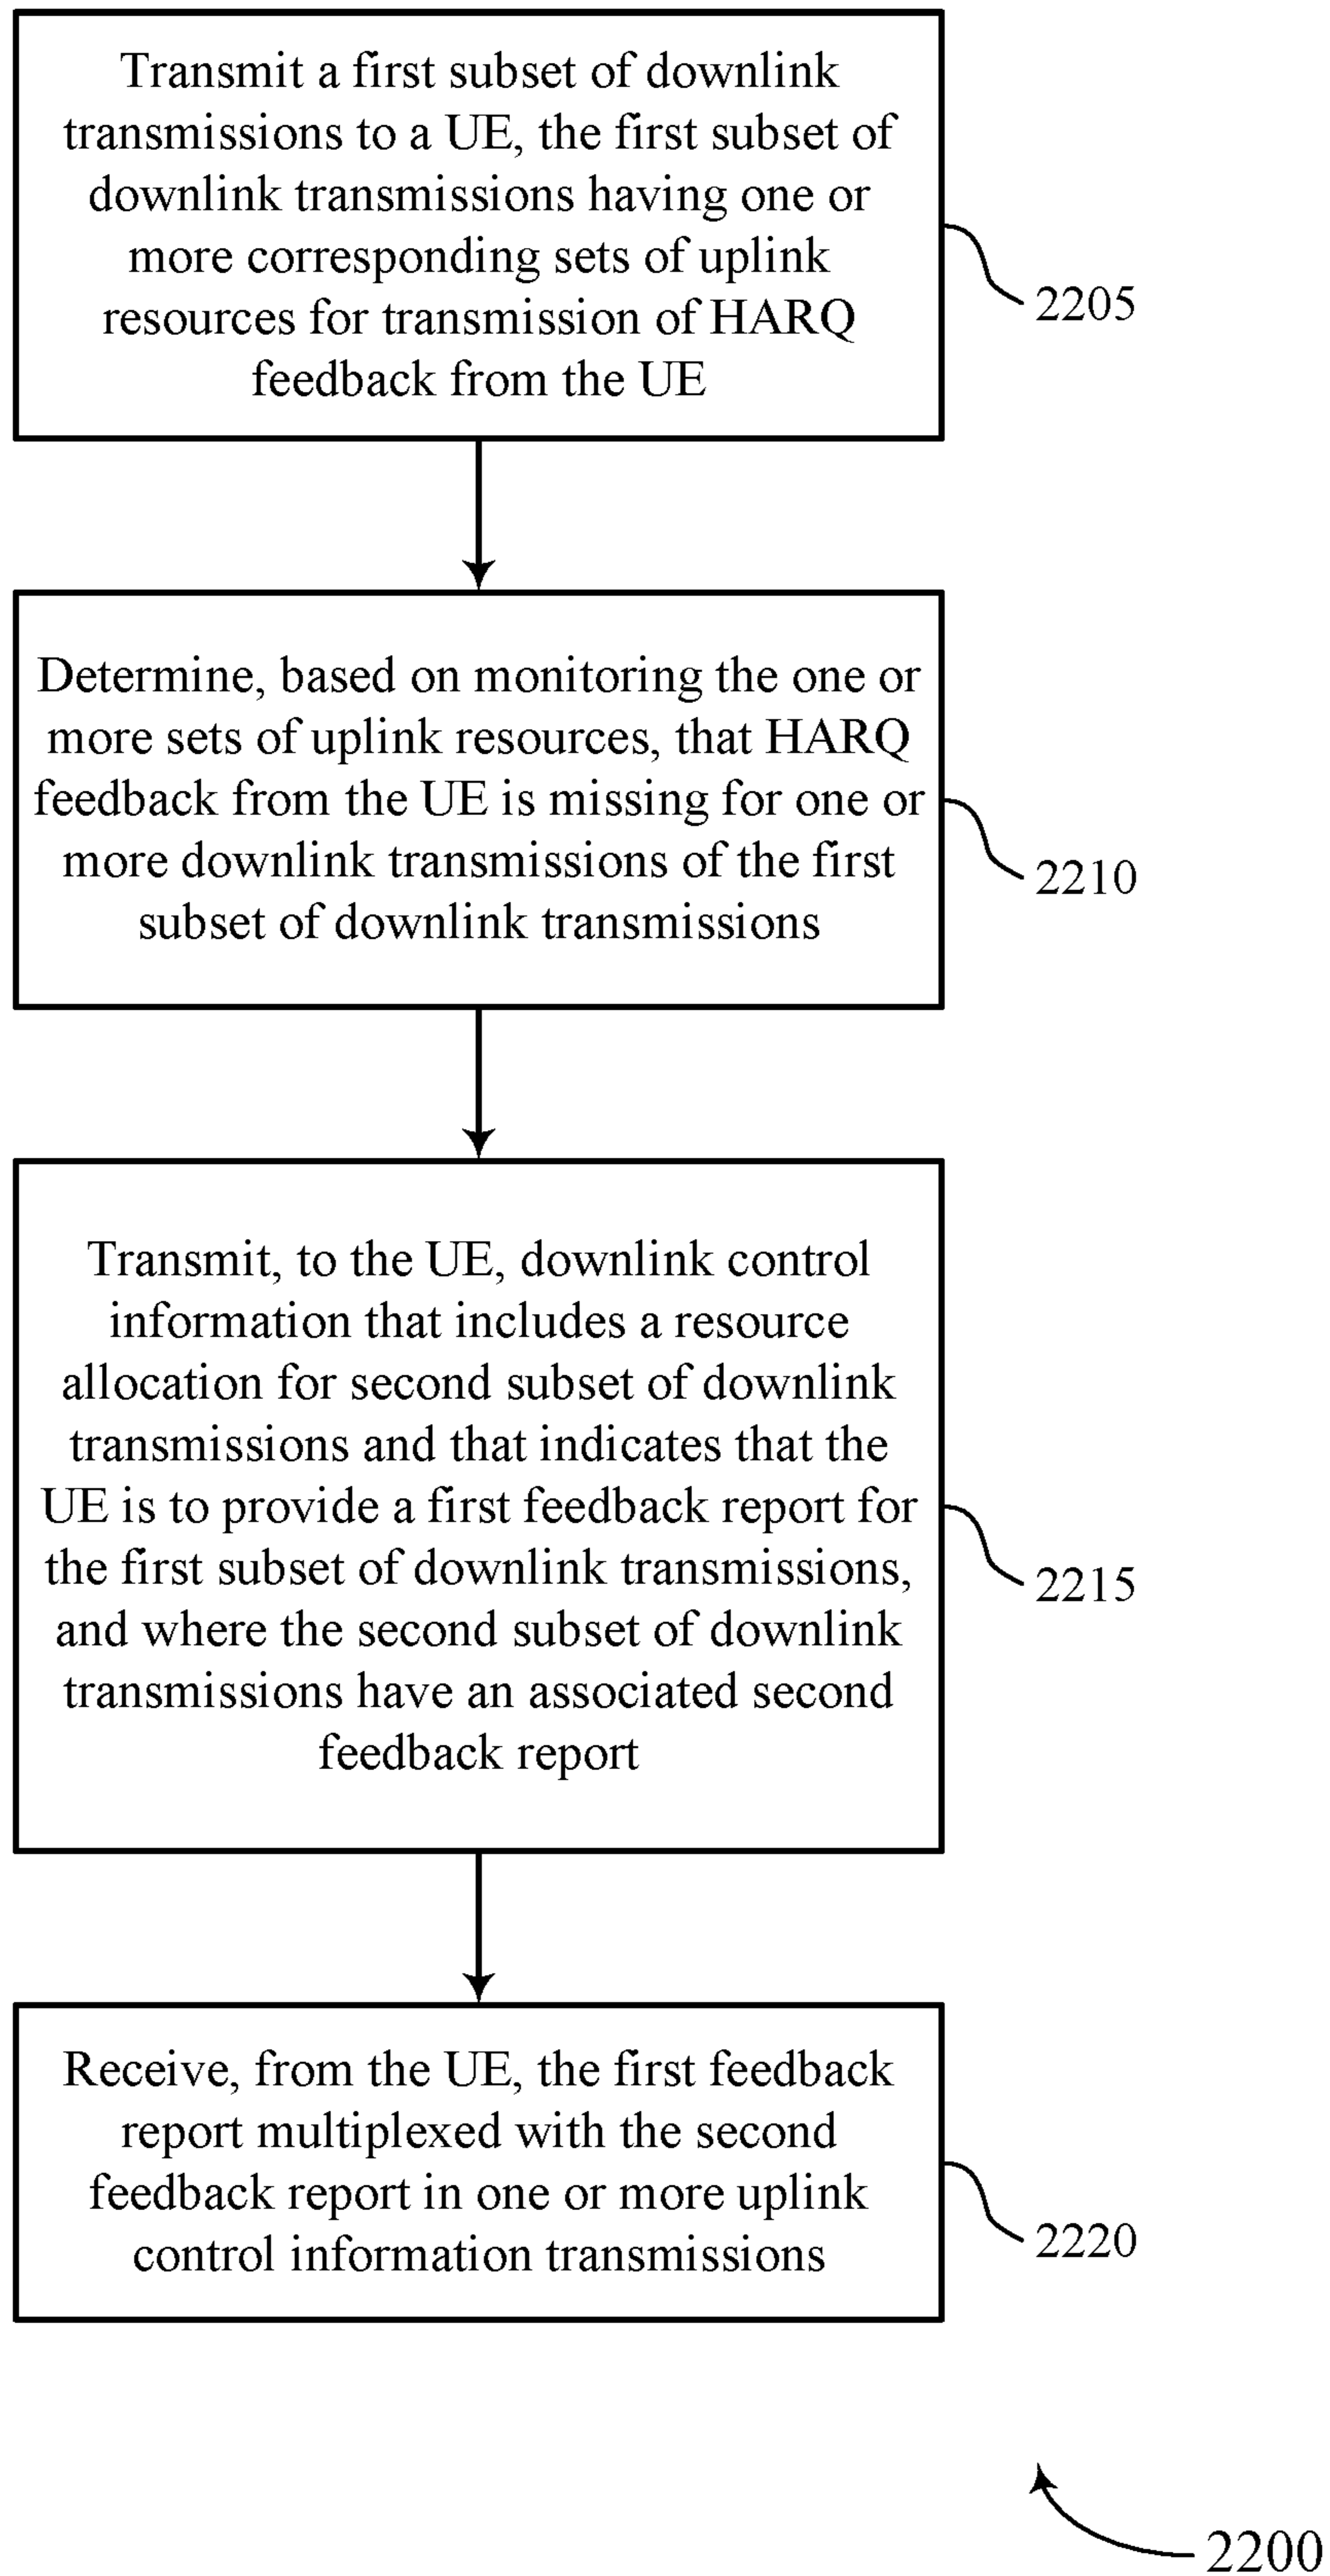 Transmit a first subset of downlink
transmissions to a UE, the first subset of
downlink transmissions having one or
more corresponding sets of uplink
resources for transmission of HARQ
feedback from the UE
2205
Determine, based on monitoring the one or
more sets of uplink resources, that HARQ
feedback from the UE is missing for one or
more downlink transmissions of the first
subset of downlink transmissions
2210
Transmit, to the UE, downlink control
information that includes a resource
allocation for second subset of downlink
transmissions and that indicates that the
UE is to provide a first feedback report for
the first subset of downlink transmissions,
and where the second subset of downlink
transmissions have an associated second
feedback report
2215
Receive, from the UE, the first feedback
report multiplexed with the second
feedback report in one or more uplink
control information transmissions
2220
2200